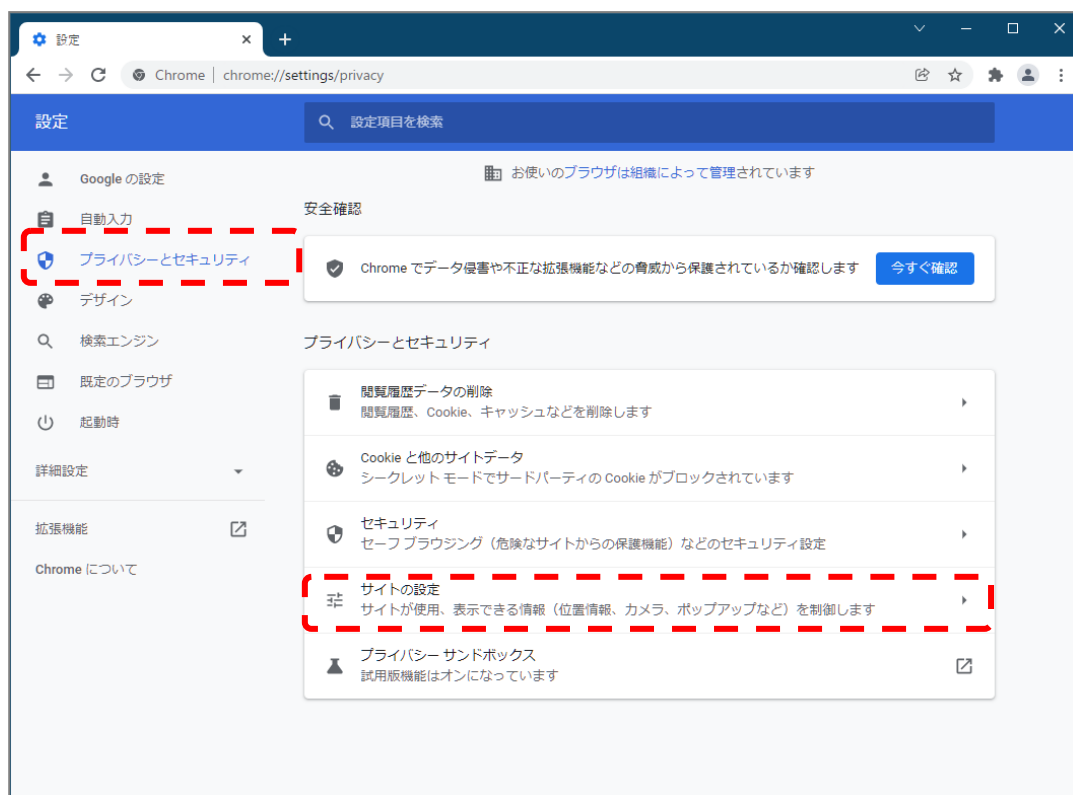 設定
Chrome | chrome://settings/privacy
設定
設定項目を検索
Google の設定
自動入力
プライバシーとセキュリティ
デザイン
検索エンジン
既定のブラウザ
起動時
詳細設定
拡張機能
Chrome について
お使いのブラウザは組織によって管理されています
安全確認
Chrome でデータ侵害や不正な拡張機能などの脅威から保護されているか確認します
今すぐ確認
プライバシーとセキュリティ
閲覧履歴データの削除
閲覧履歴、Cookie、キャッシュなどを削除します
Cookie と他のサイトデータ
シークレット モードでサードパーティの Cookie がブロックされています
セキュリティ
セーフ ブラウジング（危険なサイトからの保護機能）などのセキュリティ設定
サイトの設定
サイトが使用、表示できる情報（位置情報、カメラ、ポップアップなど）を制御します
プライバシー サンドボックス
試用版機能はオンになっています